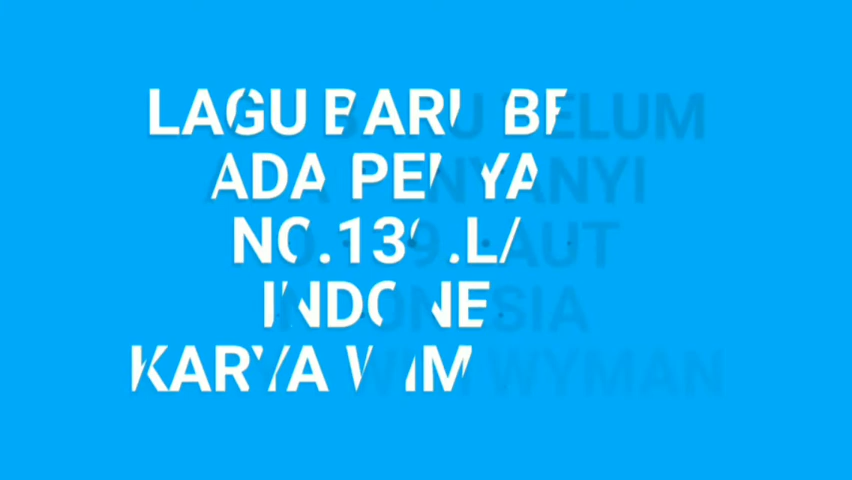 LAGU BARU BELUM
ADA PENYANYI
NO.139.LAUT
INDONESIA
KARYA WIM WYMAN